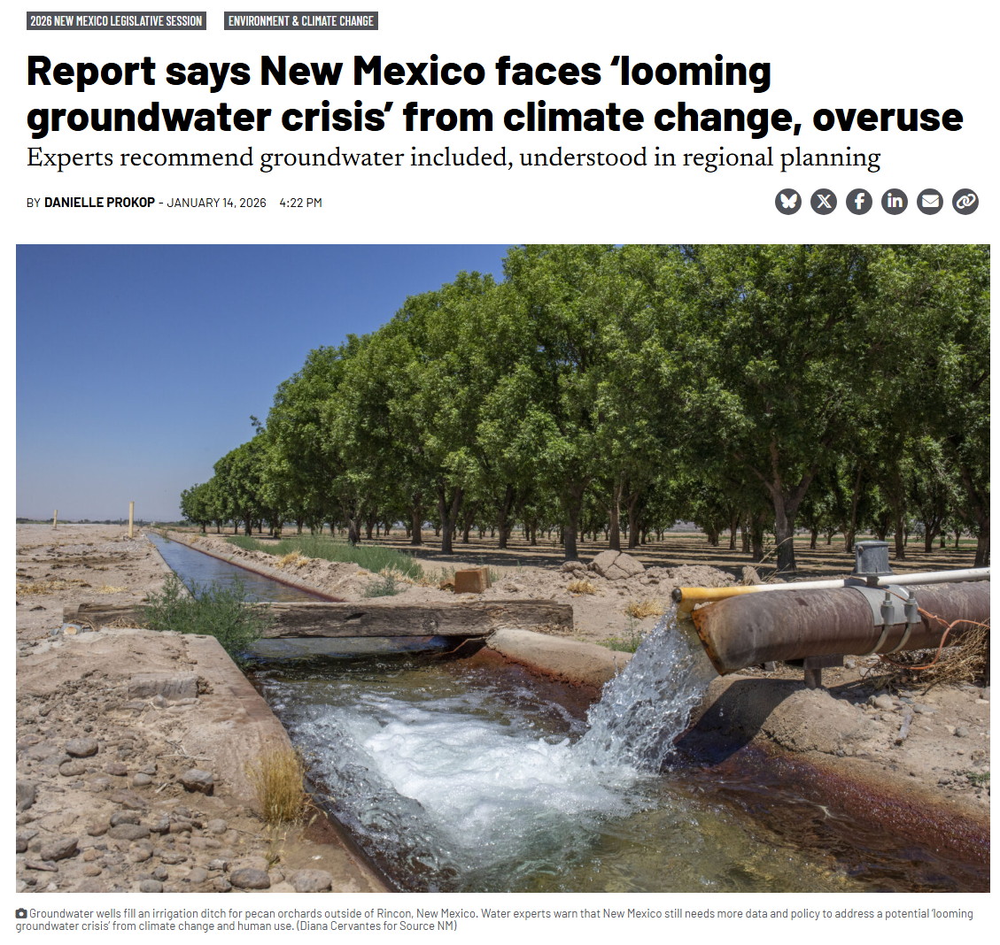 2026 NEW MEXICO LEGISLATIVE SESSION
ENVIRONMENT & CLIMATE CHANGE
Report says New Mexico faces ‘looming
groundwater crisis’ from climate change, overuse
Experts recommend groundwater included, understood in regional planning
BY DANIELLE PROKOP - JANUARY 14, 2026 4:22 PM
Groundwater wells fill an irrigation ditch for pecan orchards outside of Rincon, New Mexico. Water experts warn that New Mexico still needs more data and policy to address a potential ‘looming
groundwater crisis’ from climate change and human use. (Diana Cervantes for Source NM)